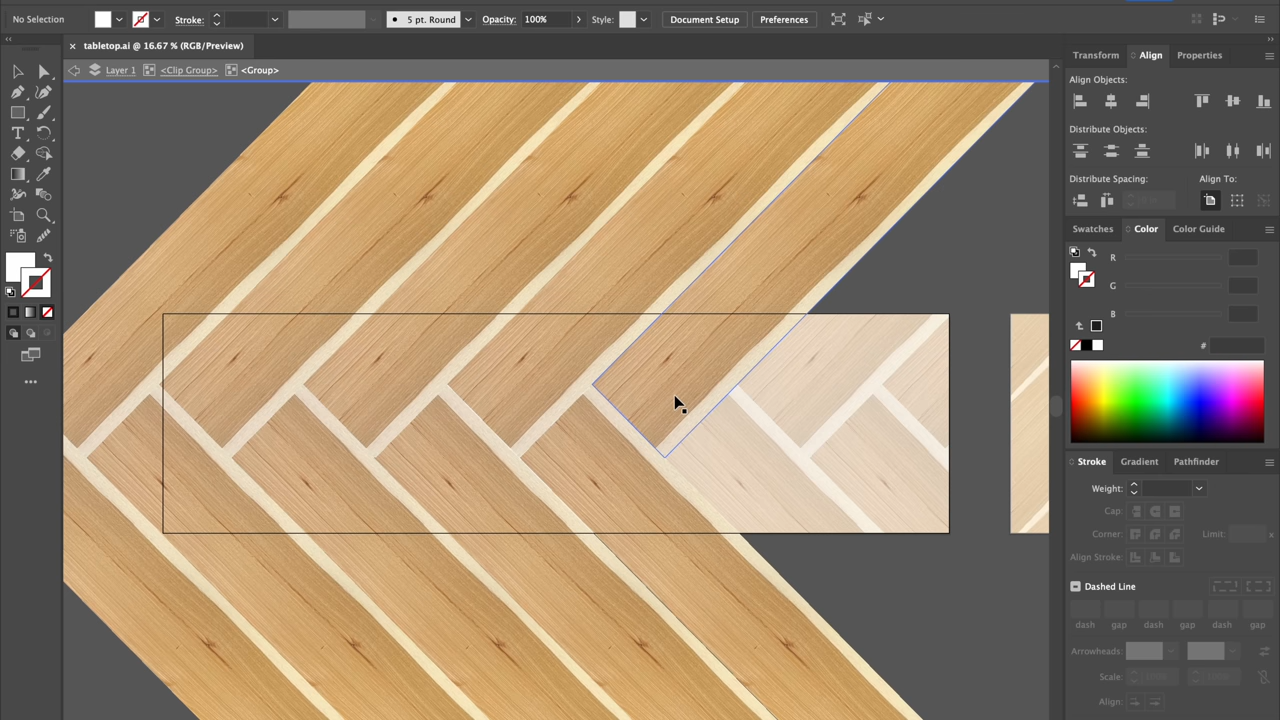 No Selection
Stroke:
5 pt. Round
Opacity:
100%
Style:
Document Setup
Preferences
tabletop.ai @ 16.67 % (RGB/Preview)
Layer 1
<Clip Group>
<Group>
Transform
Align
Properties
Align Objects:
Distribute Objects:
Distribute Spacing:
Align To:
Swatches
Color
Color Guide
R
G
B
#
Stroke
Gradient
Pathfinder
Weight:
Cap:
Corner:
Limit:
x
Align Stroke:
Dashed Line
dash
gap
dash
gap
dash
gap
Arrowheads:
Scale:
Align: